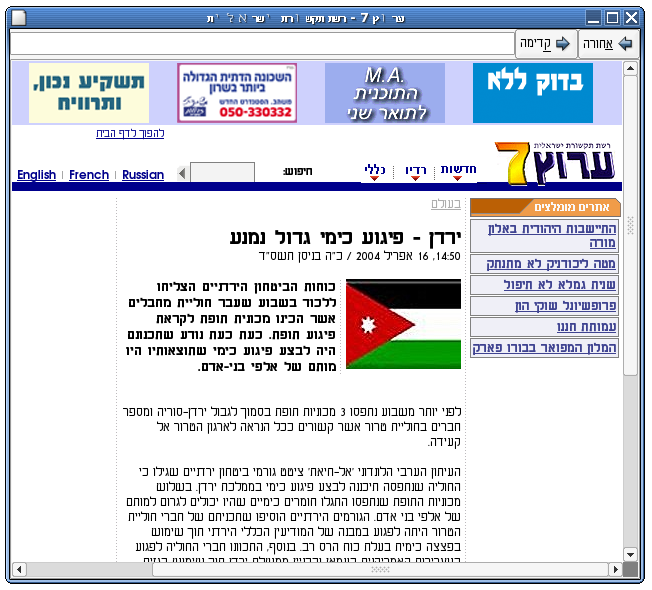 ערוץ 7 - רשת תקשורת ישראלית
אחורה
קדימה
בדוק ללא
M.A.
התוכנית
לתואר שני
השכונה הדתית הגדולה
ביותר בשרון
משהב. הסטנדרט החדש
050-330332
תשקיע נכון,
ותרוויח
להפוך לדף הבית
רשת תקשורת ישראלית
ערוץ 7
חדשות
רדיו
כללי
חיפוש:
English | French | Russian
אתרים מומלצים
התיישבות היהודית באלון
מורה
מטה ליכודניק לא מתנתק
שנית גמלא לא תיפול
פרופשיונל שוקי הון
עמותת חננו
המלון המפואר בבורו פארק
בעולם
ירדן - פיגוע כימי גדול נמנע
14:50, 16 אפריל 2004 / כ"ה בניסן תשס"ד
כוחות הביטחון הירדניים הצליחו
ללכוד בשבוע שעבר חוליית מחבלים
אשר הכינו מכונית תופת לקראת
פיגוע תופת. כעת כעת נודע שתכננתם
היה לבצע פיגוע כימי שתוצאותיו היו
מותם של אלפי בני-אדם.
לפני יותר משבוע נתפסו 3 מכוניות תופת בסמוך לגבול ירדן-סוריה ומספר
חברים בחוליית טרור אשר קשורים ככל הנראה לארגון הטרור אל
קעידה.
העיתון הערבי הלונדוני 'אל-חיאת' ציטט גורמי ביטחון ירדניים שגילו כי
החוליה שנתפסה תיכננה לבצע פיגוע כימי בממלכת ירדן. בשלוש
מכוניות התופת שנתפסו התגלו חומרים כימיים שהיו יכולים לגרום למותם
של אלפי בני אדם. הגורמים הירדניים הוסיפו שתכניתם של חברי חוליית
הטרור היתה לפגוע במבנה של המודיעין הכללי הירדני תוך שימוש
בפצצה כימית בעלת כוח הרס רב. בנוסף, התכוונו חברי החוליה לפגוע